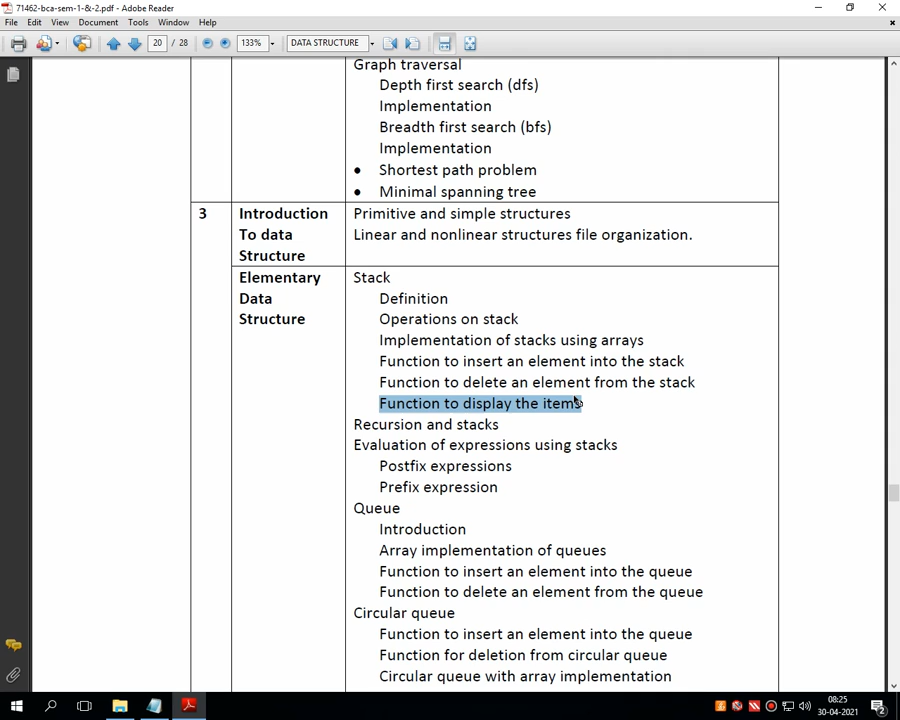 71462-bca-sem-1-&-2.pdf - Adobe Reader
File Edit View Document Tools Window Help
20 / 28 133% DATA STRUCTURE
Graph traversal
Depth first search (dfs)
Implementation
Breadth first search (bfs)
Implementation
• Shortest path problem
• Minimal spanning tree
3 Introduction Primitive and simple structures
To data Linear and nonlinear structures file organization.
Structure
Elementary Stack
Data Definition
Structure Operations on stack
Implementation of stacks using arrays
Function to insert an element into the stack
Function to delete an element from the stack
Function to display the items
Recursion and stacks
Evaluation of expressions using stacks
Postfix expressions
Prefix expression
Queue
Introduction
Array implementation of queues
Function to insert an element into the queue
Function to delete an element from the queue
Circular queue
Function to insert an element into the queue
Function for deletion from circular queue
Circular queue with array implementation
08:25
30-04-2021
2